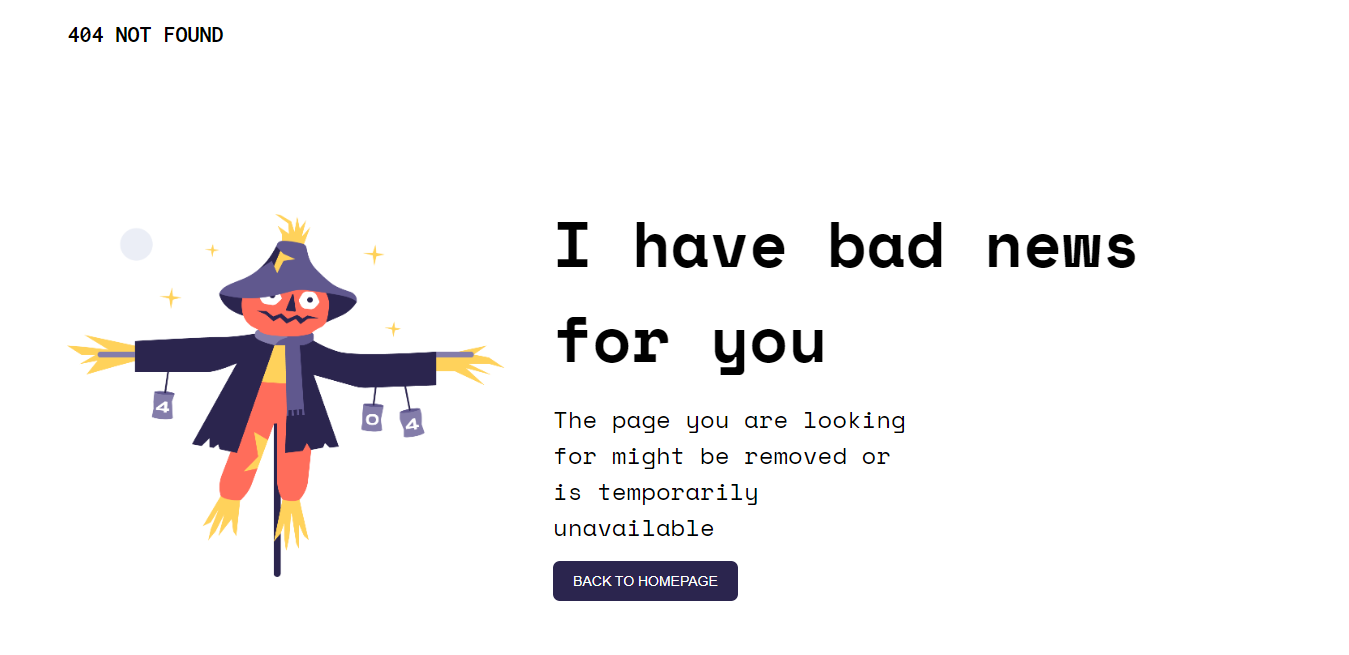 404 NOT FOUND
I have bad news
for you
The page you are looking
for might be removed or
is temporarily
unavailable
4
0
4
BACK TO HOMEPAGE